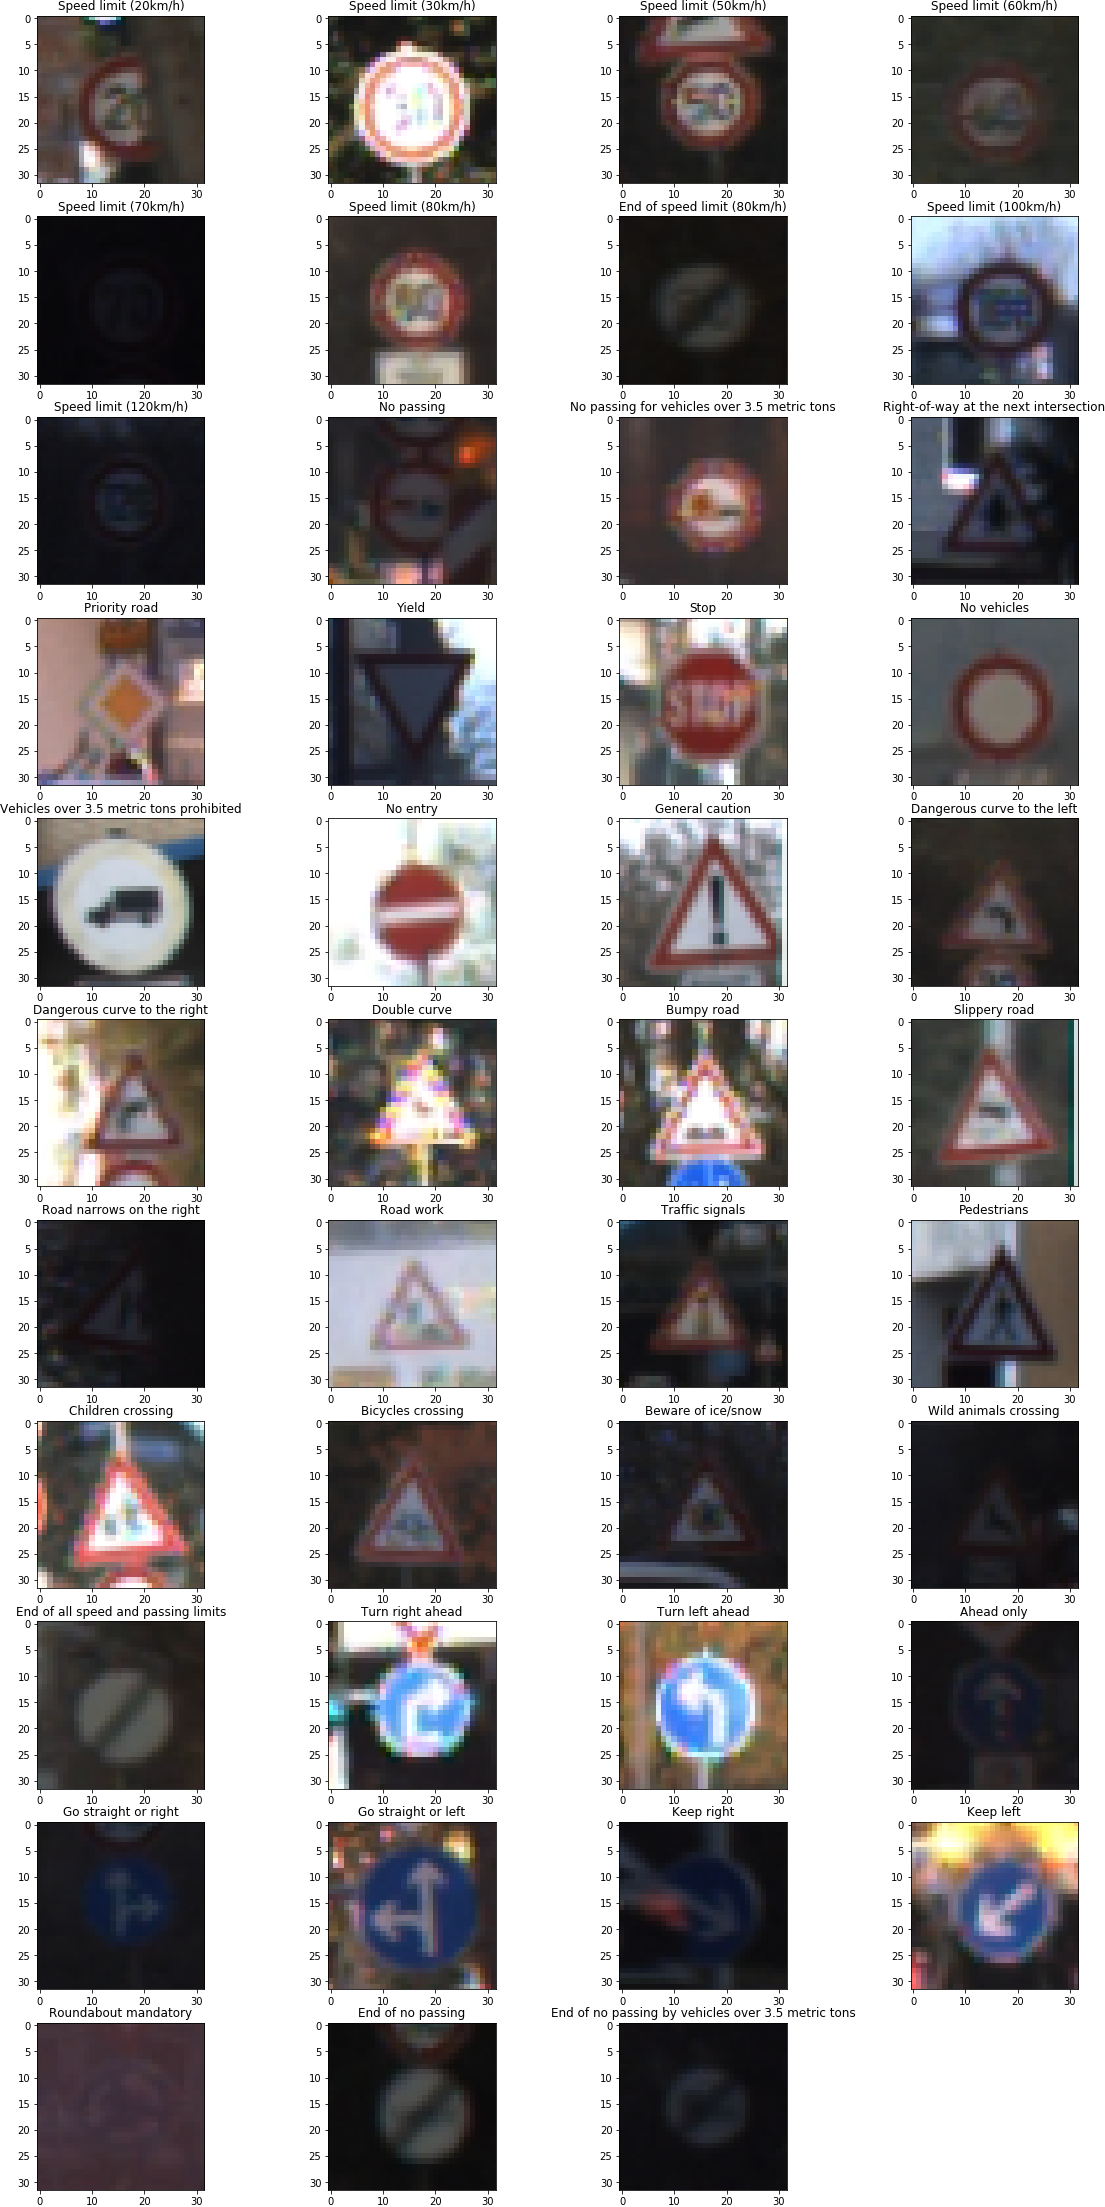 Speed limit (20km/h) Speed limit (30km/h) Speed limit (50km/h) Speed limit (60km/h)
0 0 0 0
5 5 5 5
10 10 10 10
15 15 15 15
20 20 20 20
25 25 25 25
30 30 30 30
0 10 20 30 0 10 20 30 0 10 20 30 0 10 20 30
Speed limit (70km/h) Speed limit (80km/h) End of speed limit (80km/h) Speed limit (100km/h)
0 0 0 0
5 5 5 5
10 10 10 10
15 15 15 15
20 20 20 20
25 25 25 25
30 30 30 30
0 10 20 30 0 10 20 30 0 10 20 30 0 10 20 30
Speed limit (120km/h) No passing No passing for vehicles over 3.5 metric tons Right-of-way at the next intersection
0 0 0 0
5 5 5 5
10 10 10 10
15 15 15 15
20 20 20 20
25 25 25 25
30 30 30 30
0 10 20 30 0 10 20 30 0 10 20 30 0 10 20 30
Priority road Yield Stop No vehicles
0 0 0 0
5 5 5 5
10 10 10 10
15 15 STOP 15 15
20 20 20 20
25 25 25 25
30 30 30 30
0 10 20 30 0 10 20 30 0 10 20 30 0 10 20 30
Vehicles over 3.5 metric tons prohibited No entry General caution Dangerous curve to the left
0 0 0 0
5 5 5 5
10 10 10 10
15 15 15 15
20 20 20 20
25 25 25 25
30 30 30 30
0 10 20 30 0 10 20 30 0 10 20 30 0 10 20 30
Dangerous curve to the right Double curve Bumpy road Slippery road
0 0 0 0
5 5 5 5
10 10 10 10
15 15 15 15
20 20 20 20
25 25 25 25
30 30 30 30
0 10 20 30 0 10 20 30 0 10 20 30 0 10 20 30
Road narrows on the right Road work Traffic signals Pedestrians
0 0 0 0
5 5 5 5
10 10 10 10
15 15 15 15
20 20 20 20
25 25 25 25
30 30 30 30
0 10 20 30 0 10 20 30 0 10 20 30 0 10 20 30
Children crossing Bicycles crossing Beware of ice/snow Wild animals crossing
0 0 0 0
5 5 5 5
10 10 10 10
15 15 15 15
20 20 20 20
25 25 25 25
30 30 30 30
0 10 20 30 0 10 20 30 0 10 20 30 0 10 20 30
End of all speed and passing limits Turn right ahead Turn left ahead Ahead only
0 0 0 0
5 5 5 5
10 10 10 10
15 15 15 15
20 20 20 20
25 25 25 25
30 30 30 30
0 10 20 30 0 10 20 30 0 10 20 30 0 10 20 30
Go straight or right Go straight or left Keep right Keep left
0 0 0 0
5 5 5 5
10 10 10 10
15 15 15 15
20 20 20 20
25 25 25 25
30 30 30 30
0 10 20 30 0 10 20 30 0 10 20 30 0 10 20 30
Roundabout mandatory End of no passing End of no passing by vehicles over 3.5 metric tons
0 0 0
5 5 5
10 10 10
15 15 15
20 20 20
25 25 25
30 30 30
0 10 20 30 0 10 20 30 0 10 20 30